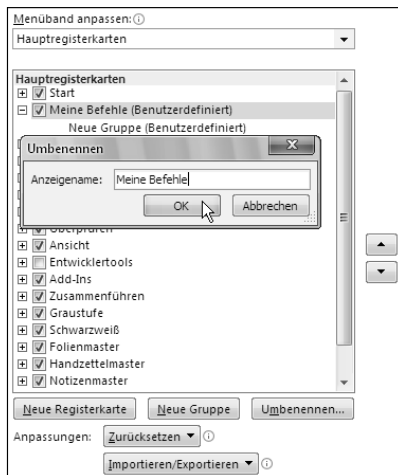 Menüband anpassen:
Hauptregisterkarten
Hauptregisterkarten
Start
Meine Befehle (Benutzerdefiniert)
Neue Gruppe (Benutzerdefiniert)
Umbenennen
Anzeigename: Meine Befehle
OK Abbrechen
Überprüfen
Ansicht
Entwicklertools
Add-Ins
Zusammenführen
Graustufe
Schwarzweiß
Folienmaster
Handzettelmaster
Notizenmaster
Neue Registerkarte Neue Gruppe Umbenennen...
Anpassungen: Zurücksetzen
Importieren/Exportieren